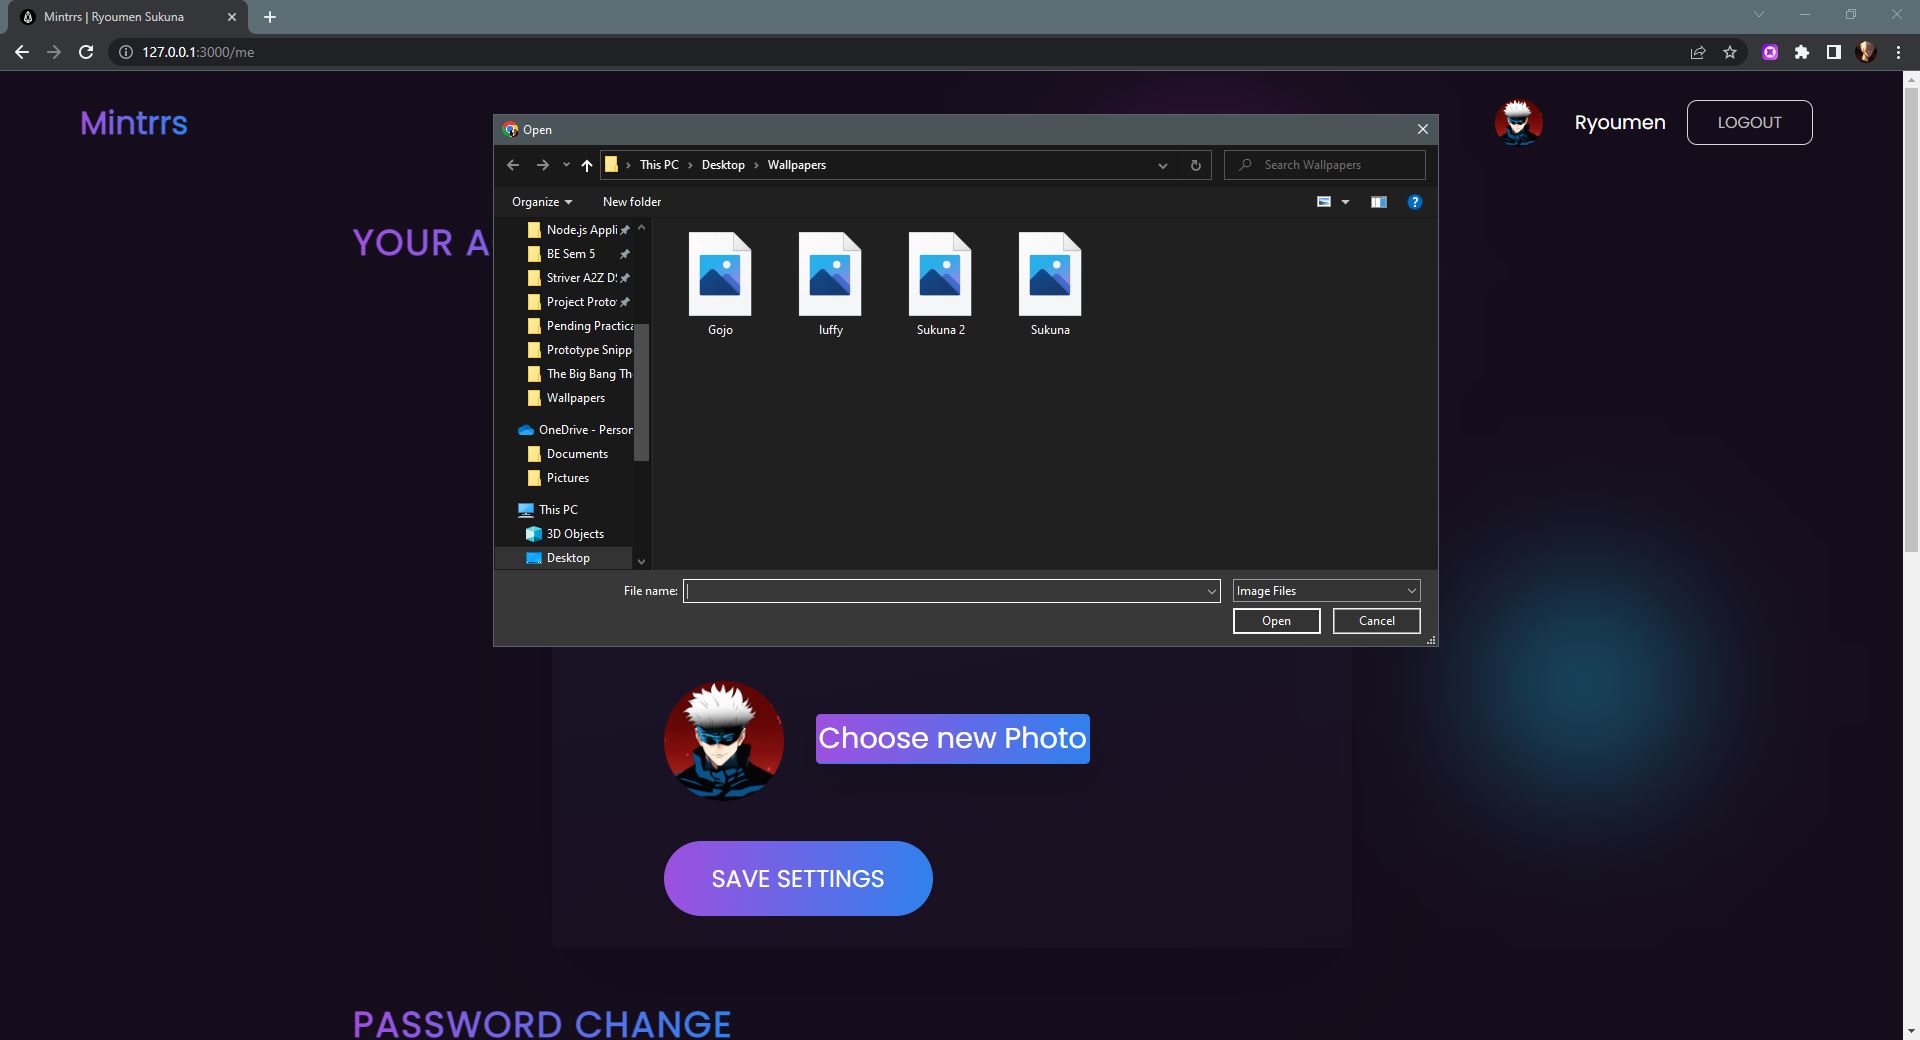 Mintrrs | Ryoumen Sukuna
127.0.0.1:3000/me
Mintrrs
Ryoumen
LOGOUT
YOUR A
Open
This PC
Desktop
Wallpapers
Search Wallpapers
Organize
New folder
Node.js Appli
BE Sem 5
Striver A2Z D
Project Proto
Pending Practica
Prototype Snipp
The Big Bang Th
Wallpapers
OneDrive - Person
Documents
Pictures
This PC
3D Objects
Desktop
Gojo
luffy
Sukuna 2
Sukuna
File name:
Image Files
Open
Cancel
Choose new Photo
SAVE SETTINGS
PASSWORD CHANGE